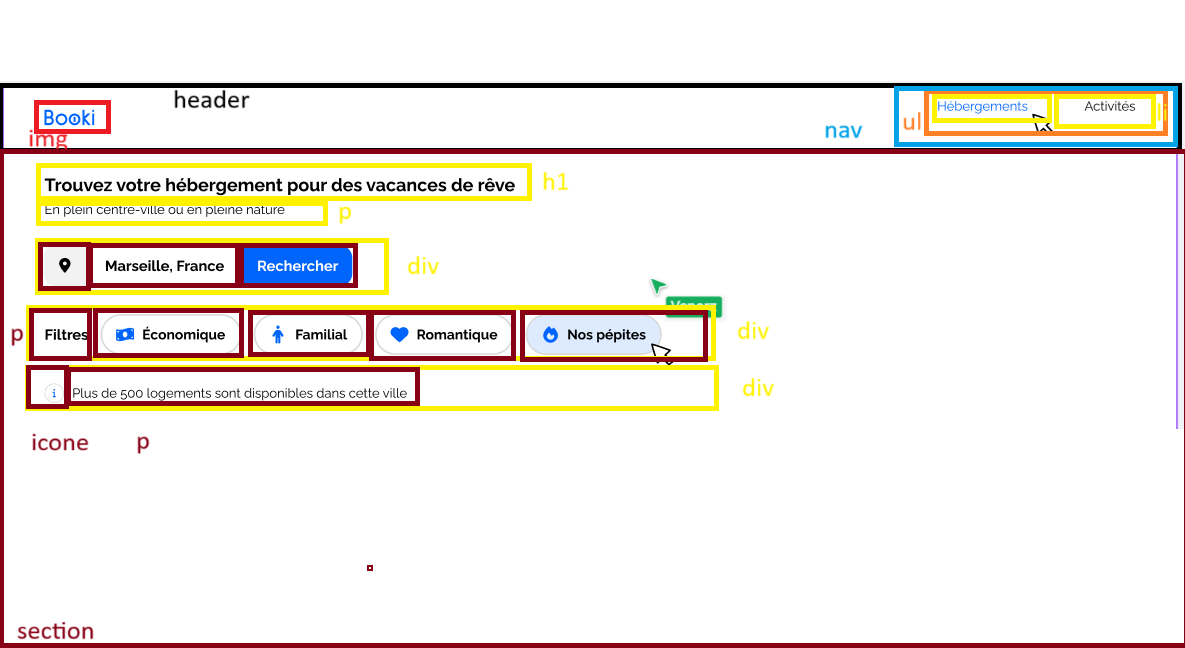 header
Booki
img
nav
ul
Hébergements
Activités
li
Trouvez votre hébergement pour des vacances de rêve
h1
En plein centre-ville ou en pleine nature
p
Marseille, France
Rechercher
div
p
Filtres
Économique
Familial
Romantique
Nos pépites
div
i
Plus de 500 logements sont disponibles dans cette ville
div
icone
p
section